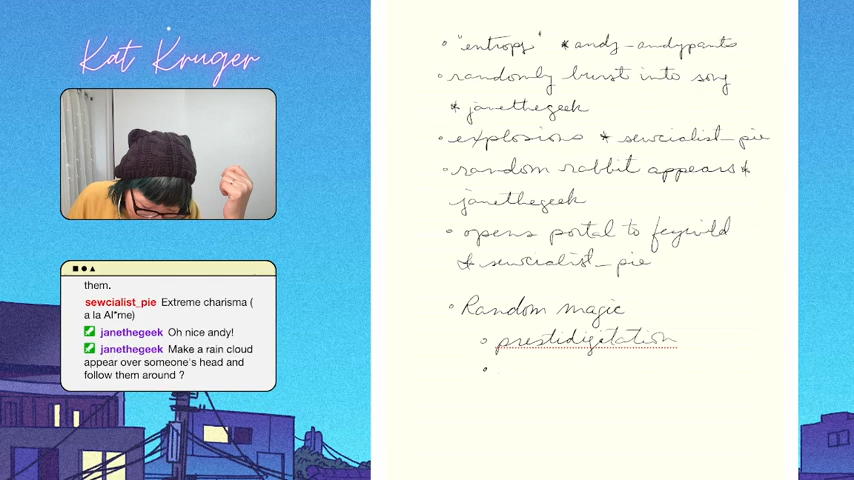 Kat Kruger
them.
sewcialist_pie Extreme charisma (
a la Al*me)
janethegeek Oh nice andy!
janethegeek Make a rain cloud
appear over someone's head and
follow them around ?
"entropy" * andy_andypants
randomly burst into song
* janethegeek
explosions * sewcialist_pie
random rabbit appears *
janethegeek
opens portal to feywild
* sewcialist_pie
Random magic
prestidigitation